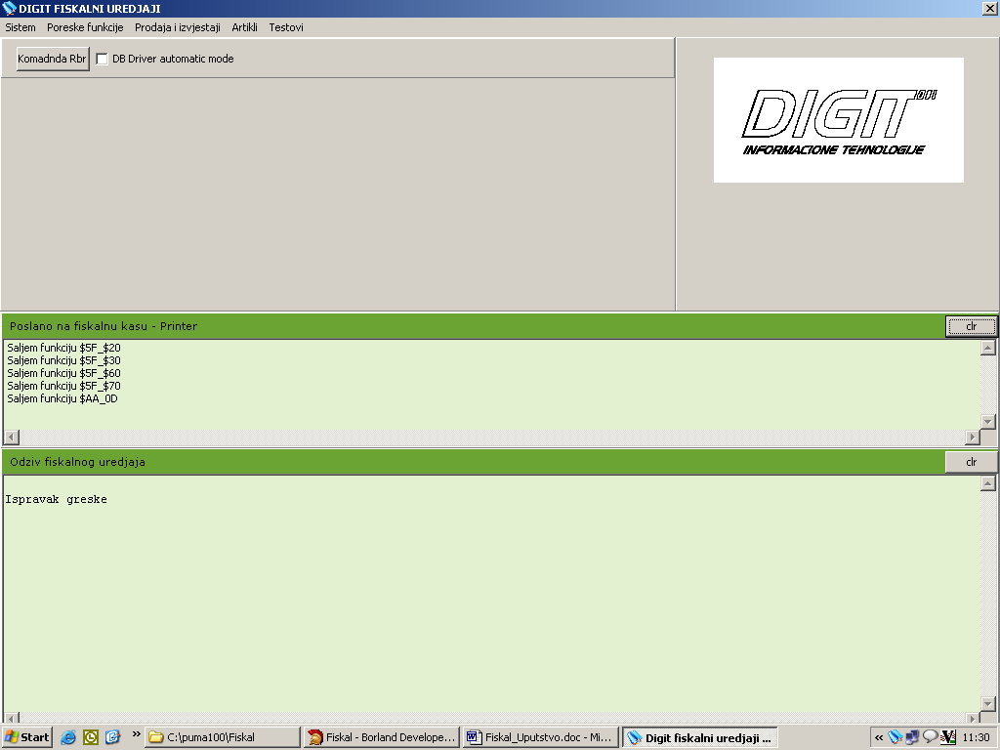 DIGIT FISKALNI UREDJAJI
Sistem Poreske funkcije Prodaja i izvjestaji Artikli Testovi
Komadnda Rbr DB Driver automatic mode
DIGIT DOO
INFORMACIONE TEHNOLOGIJE
Poslano na fiskalnu kasu - Printer clr
Saljem funkciju $5F_$20
Saljem funkciju $5F_$30
Saljem funkciju $5F_$60
Saljem funkciju $5F_$70
Saljem funkciju $AA_0D
Odziv fiskalnog uredjaja clr
Ispravak greske
Start » C:\puma100\Fiskal Fiskal - Borland Develope... Fiskal_Uputstvo.doc - Mi... Digit fiskalni uredjaji ... « 11:30